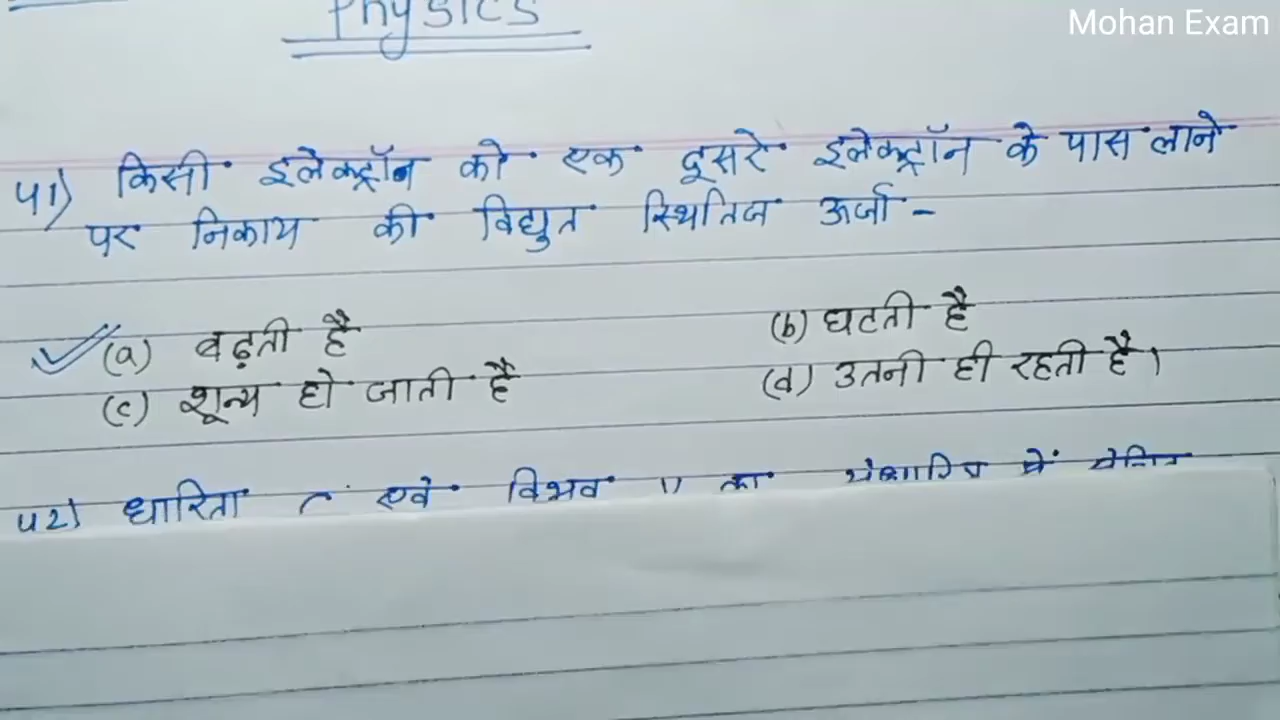 Mohan Exam
Physics
41) किसी इलेक्ट्रॉन को एक दूसरे इलेक्ट्रॉन के पास लाने
पर निकाय की विद्युत स्थितिज ऊर्जा -
(a) बढ़ती है
(b) घटती है
(c) शून्य हो जाती है
(d) उतनी ही रहती है।
42) धारिता एवं विभव का